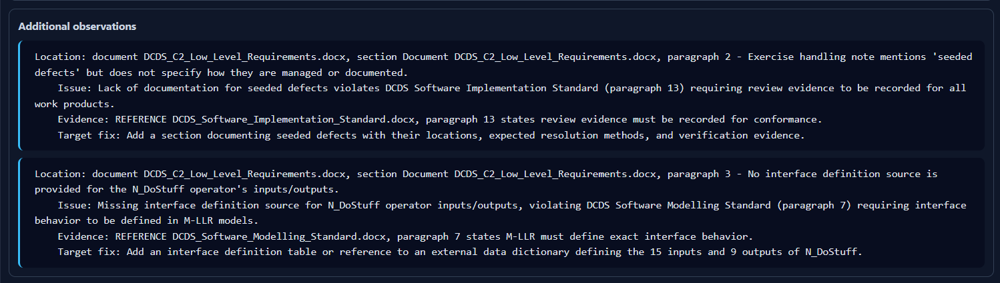 Additional observations
Location: document DCDS_C2_Low_Level_Requirements.docx, section Document DCDS_C2_Low_Level_Requirements.docx, paragraph 2 - Exercise handling note mentions 'seeded
defects' but does not specify how they are managed or documented.
Issue: Lack of documentation for seeded defects violates DCDS Software Implementation Standard (paragraph 13) requiring review evidence to be recorded for all
work products.
Evidence: REFERENCE DCDS_Software_Implementation_Standard.docx, paragraph 13 states review evidence must be recorded for conformance.
Target fix: Add a section documenting seeded defects with their locations, expected resolution methods, and verification evidence.
Location: document DCDS_C2_Low_Level_Requirements.docx, section Document DCDS_C2_Low_Level_Requirements.docx, paragraph 3 - No interface definition source is
provided for the N_DoStuff operator's inputs/outputs.
Issue: Missing interface definition source for N_DoStuff operator inputs/outputs, violating DCDS Software Modelling Standard (paragraph 7) requiring interface
behavior to be defined in M-LLR models.
Evidence: REFERENCE DCDS_Software_Modelling_Standard.docx, paragraph 7 states M-LLR must define exact interface behavior.
Target fix: Add an interface definition table or reference to an external data dictionary defining the 15 inputs and 9 outputs of N_DoStuff.